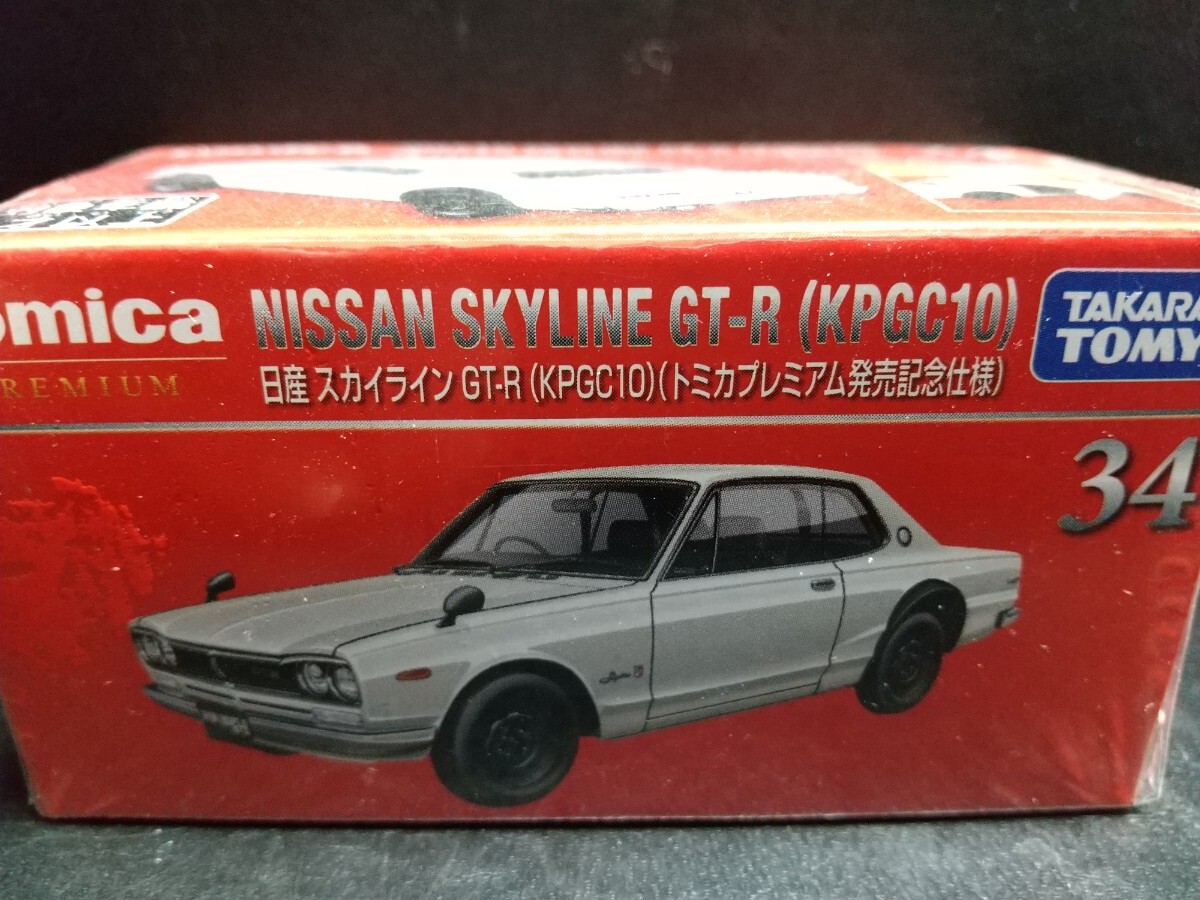 omica
REMIUM
NISSAN SKYLINE GT-R (KPGC10)
日産 スカイライン GT-R (KPGC10)(トミカプレミアム発売記念仕様)
TAKARA
TOMY
34